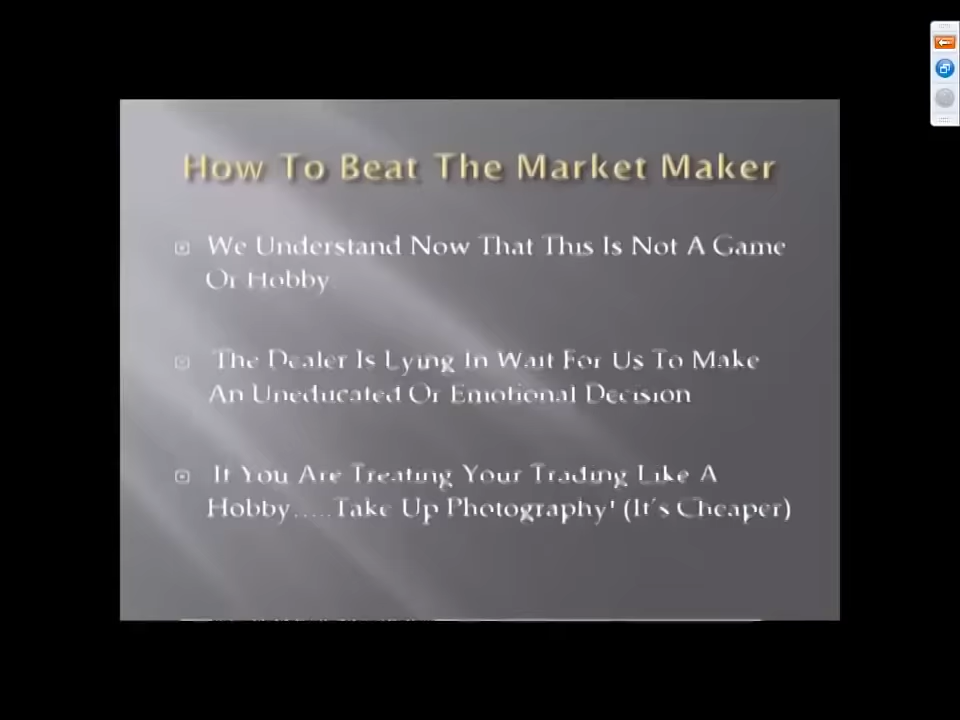 How To Beat The Market Maker
We Understand Now That This Is Not A Game
Or Hobby
The Dealer Is Lying In Wait For Us To Make
An Uneducated Or Emotional Decision
If You Are Treating Your Trading Like A
Hobby.....Take Up Photography! (It's Cheaper)